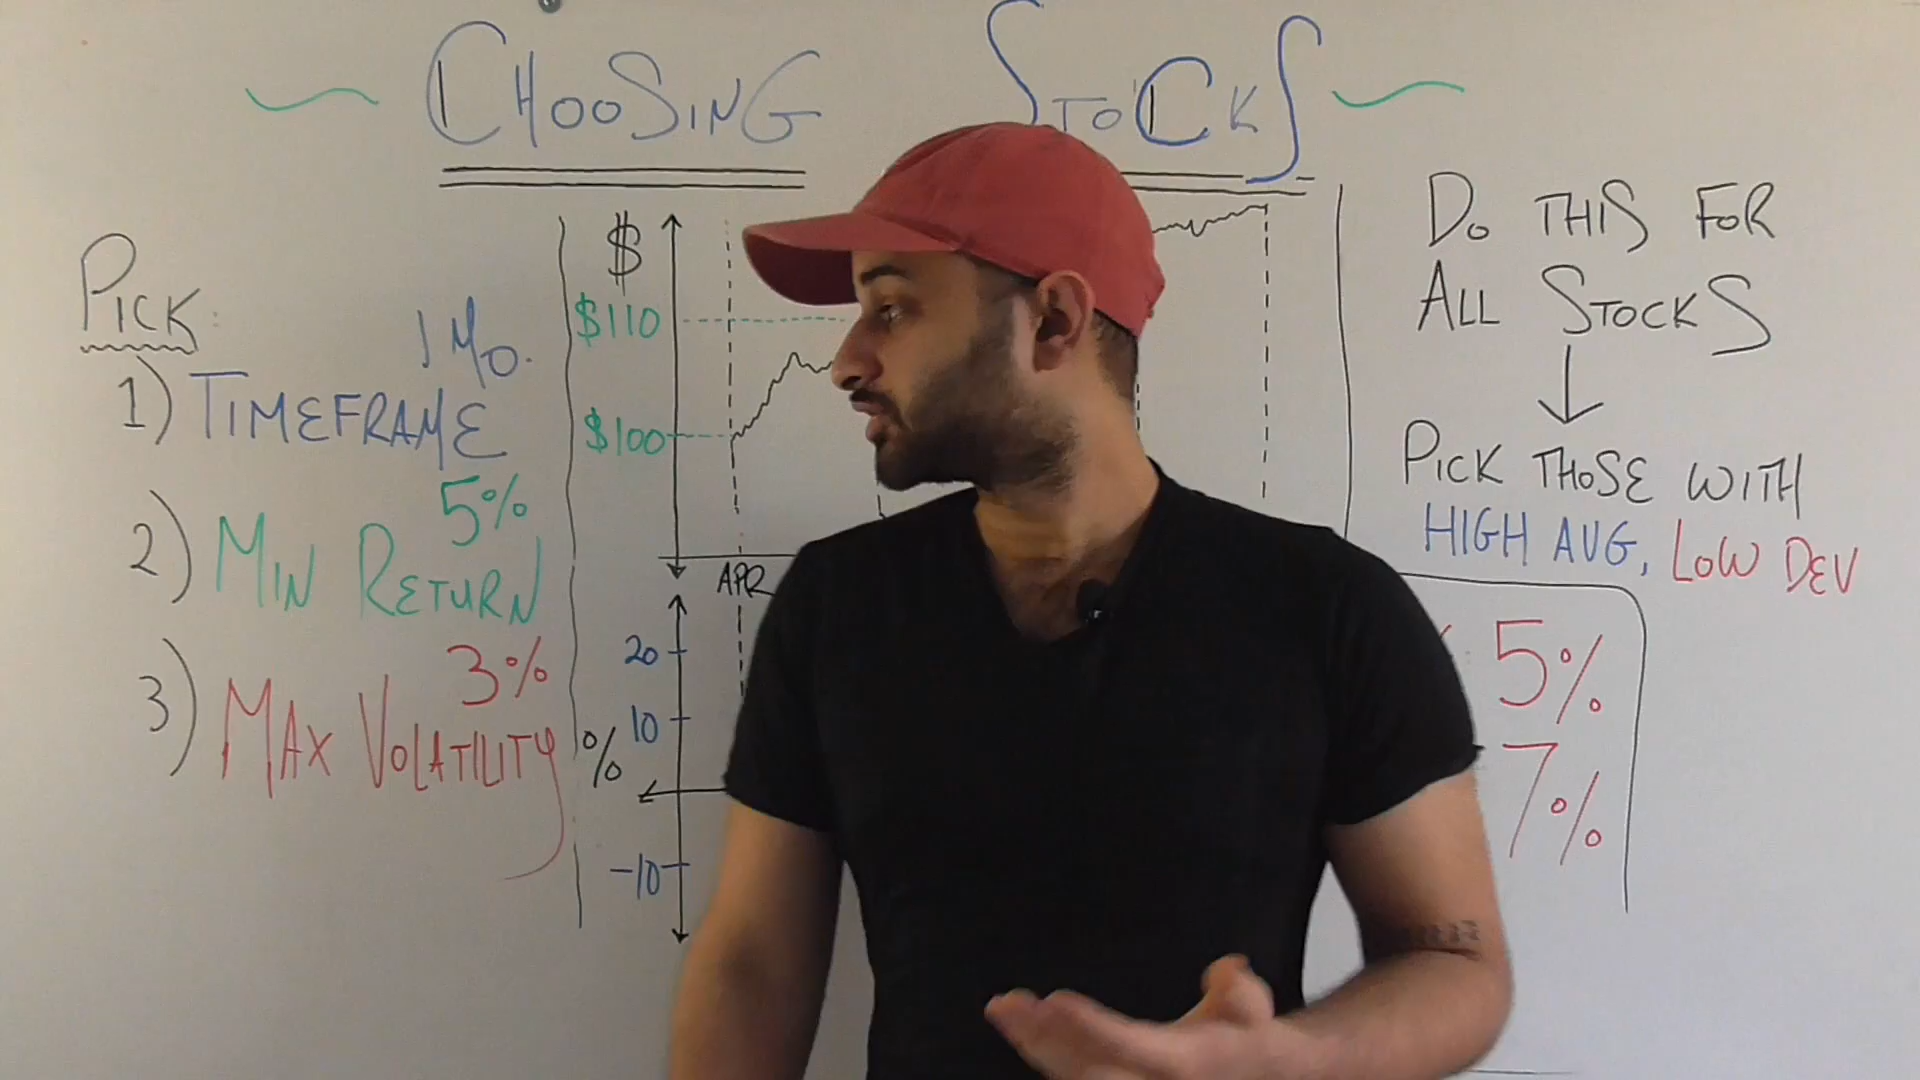 CHOOSING STOCKS
PICK:
1 MO.
1) TIMEFRAME
5%
2) MIN RETURN
3%
3) MAX VOLATILITY
$
$110
$100
APR
20
10
%
-10
DO THIS FOR
ALL STOCKS
PICK THOSE WITH
HIGH AVG, LOW DEV
5%
7%